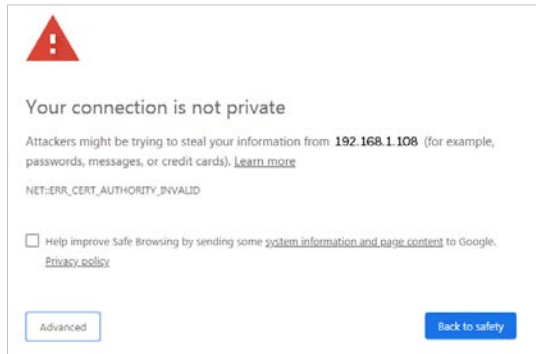 Your connection is not private
Attackers might be trying to steal your information from 192.168.1.108 (for example,
passwords, messages, or credit cards). Learn more
NET::ERR_CERT_AUTHORITY_INVALID
Help improve Safe Browsing by sending some system information and page content to Google.
Privacy policy
Advanced
Back to safety